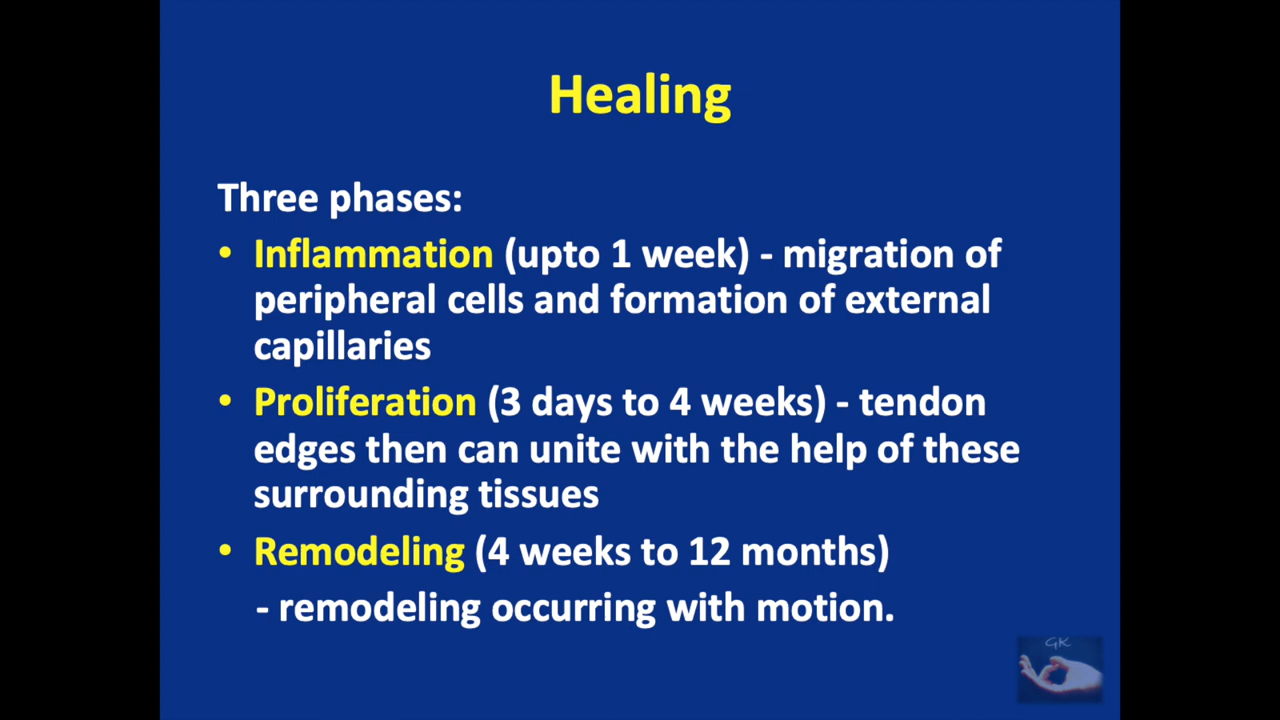 Healing
Three phases:
• Inflammation (upto 1 week) - migration of
peripheral cells and formation of external
capillaries
• Proliferation (3 days to 4 weeks) - tendon
edges then can unite with the help of these
surrounding tissues
• Remodeling (4 weeks to 12 months)
- remodeling occurring with motion.
GK